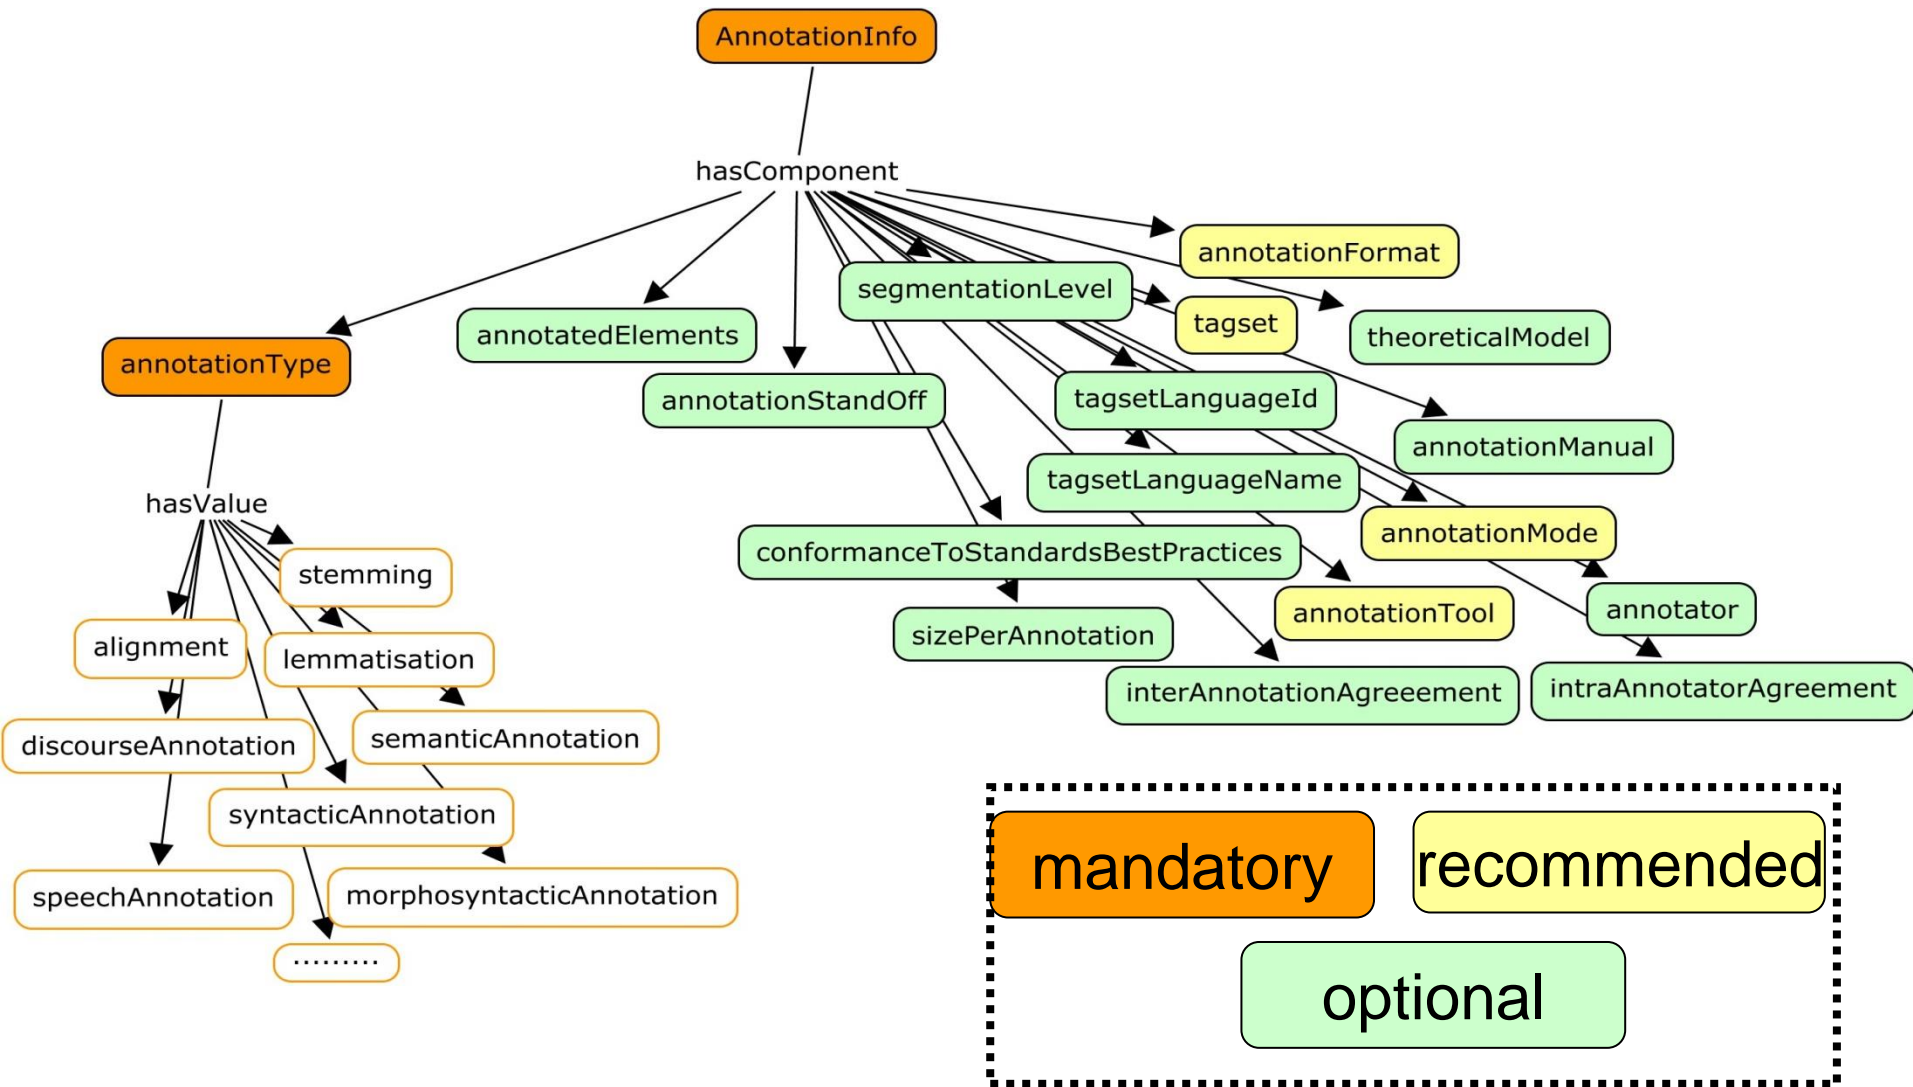 AnnotationInfo
hasComponent
annotationFormat
segmentationLevel
tagset
annotatedElements
theoreticalModel
annotationType
annotationStandOff
tagsetLanguageId
annotationManual
tagsetLanguageName
hasValue
annotationMode
conformanceToStandardsBestPractices
stemming
annotationTool
annotator
sizePerAnnotation
alignment
lemmatisation
interAnnotationAgreeement
intraAnnotatorAgreement
discourseAnnotation
semanticAnnotation
syntacticAnnotation
speechAnnotation
morphosyntacticAnnotation
.........
mandatory
recommended
optional